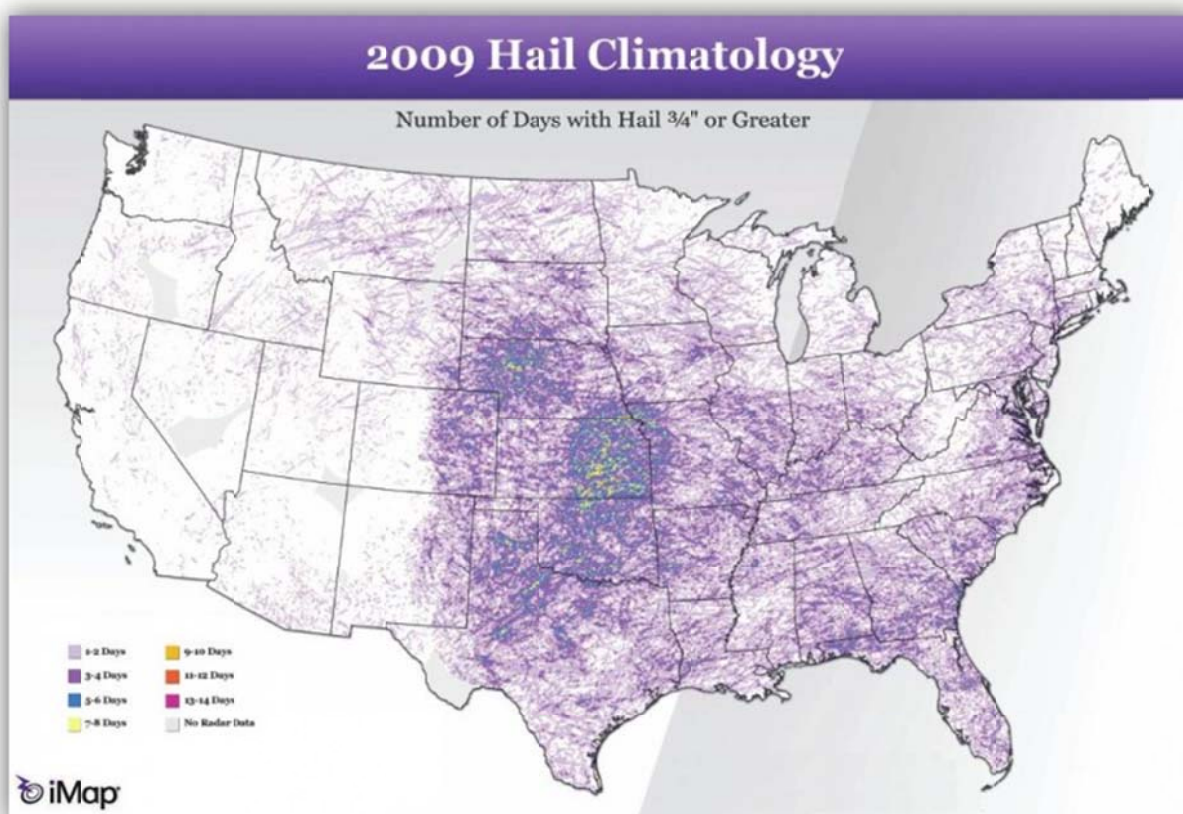 2009 Hail Climatology
Number of Days with Hail ¾" or Greater
1-2 Days
3-4 Days
5-6 Days
7-8 Days
9-10 Days
11-12 Days
13-14 Days
No Radar Data
iMap